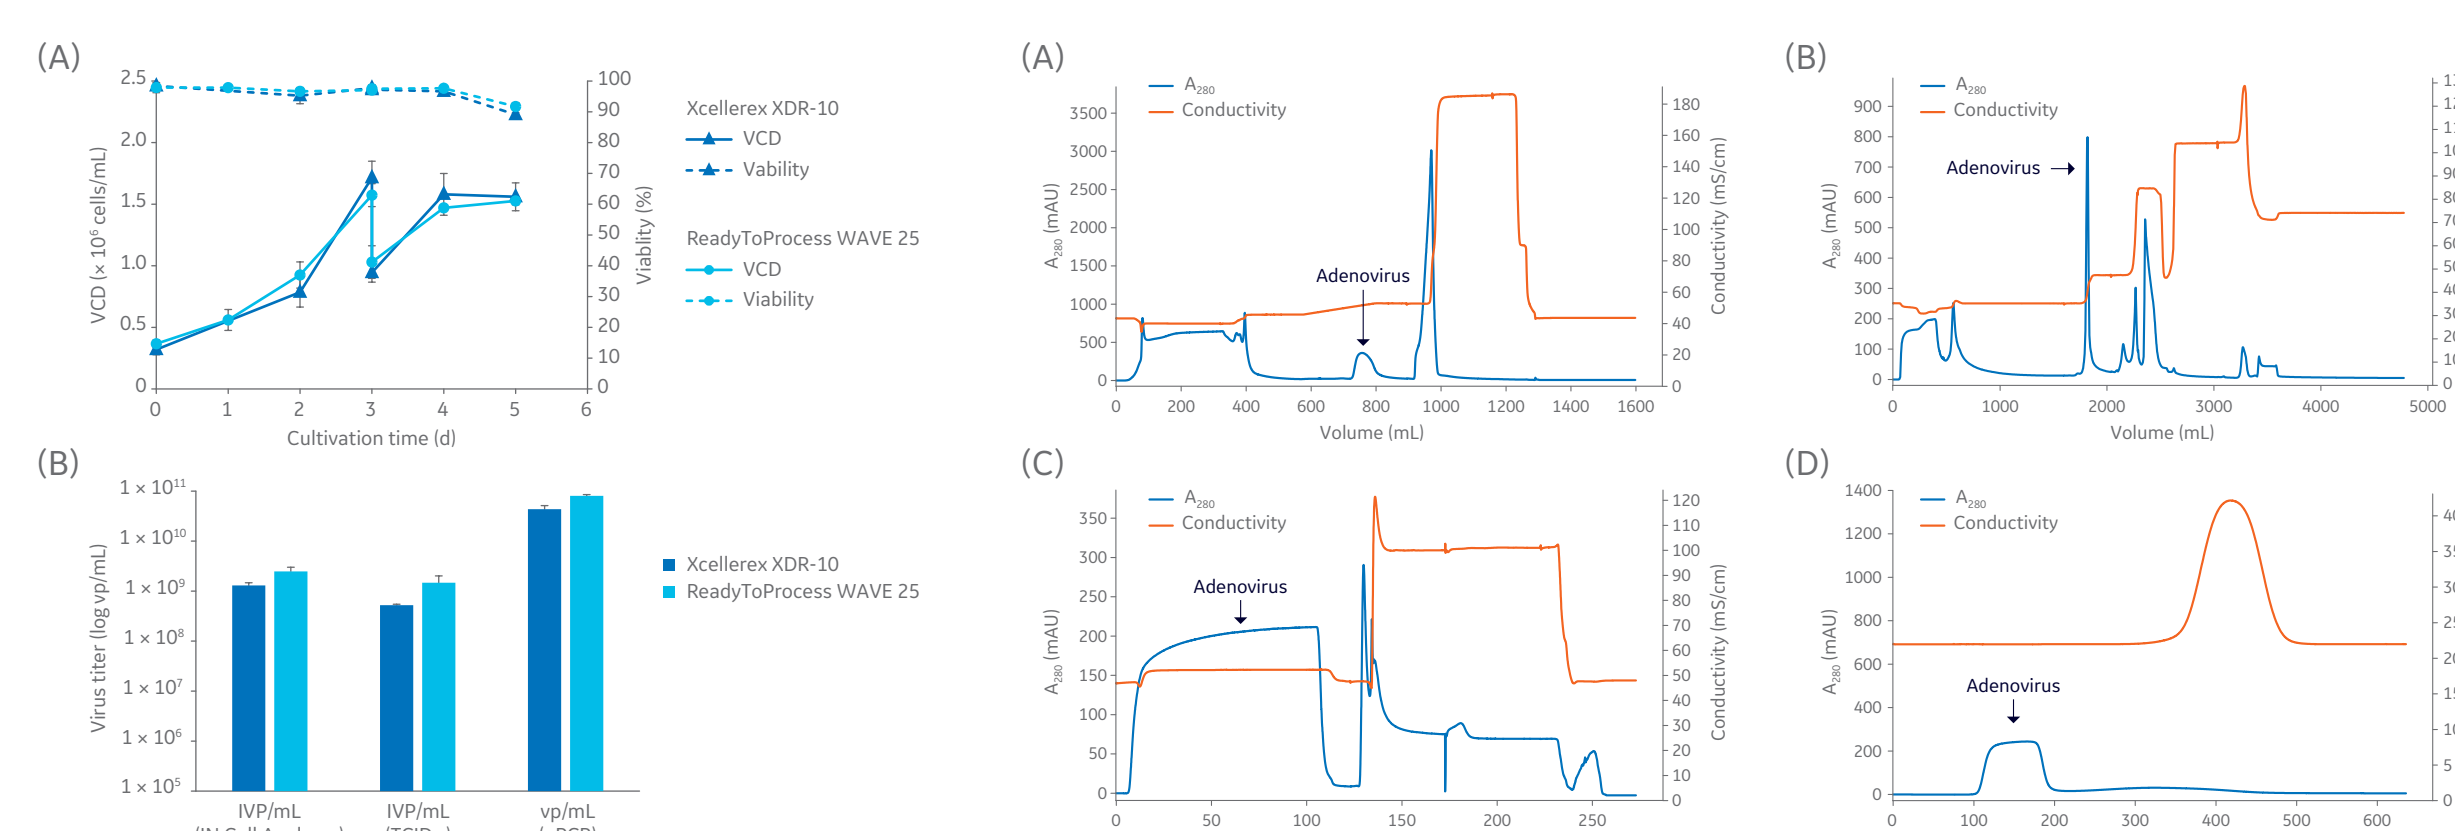 (A)
2.5
2.0
1.5
1.0
0.5
0
VCD (× 10⁶ cells/mL)
100
90
80
70
60
50
40
30
20
10
0
Viablity (%)
0 1 2 3 4 5 6
Cultivation time (d)
Xcellerex XDR-10
VCD
Vability
ReadyToProcess WAVE 25
VCD
Viability
(B)
1 × 10¹¹
1 × 10¹⁰
1 × 10⁹
1 × 10⁸
1 × 10⁷
1 × 10⁶
1 × 10⁵
Virus titer (log vp/mL)
IVP/mL IVP/mL vp/mL
Xcellerex XDR-10
ReadyToProcess WAVE 25
(A)
A₂₈₀
Conductivity
3500
3000
2500
2000
1500
1000
500
0
A₂₈₀ (mAU)
Adenovirus
180
160
140
120
100
80
60
40
20
0
Conductivity (mS/cm)
0 200 400 600 800 1000 1200 1400 1600
Volume (mL)
(B)
A₂₈₀
Conductivity
900
800
700
600
500
400
300
200
100
0
A₂₈₀ (mAU)
Adenovirus
0 1000 2000 3000 4000 5000
Volume (mL)
(C)
A₂₈₀
Conductivity
350
300
250
200
150
100
50
0
A₂₈₀ (mAU)
Adenovirus
120
110
100
90
80
70
60
50
40
30
20
10
0
Conductivity (mS/cm)
0 50 100 150 200 250
(D)
A₂₈₀
Conductivity
1400
1200
1000
800
600
400
200
0
A₂₈₀ (mAU)
Adenovirus
5
0
0 100 200 300 400 500 600